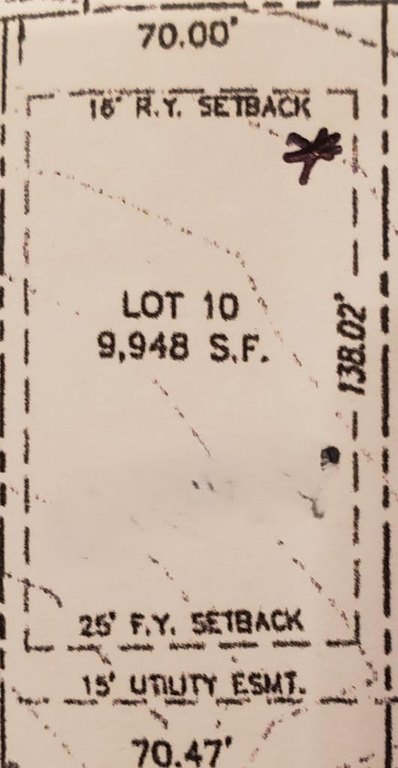 70.00'
15' R.Y. SETBACK
LOT 10
9,948 S.F.
138.02'
25' F.Y. SETBACK
15' UTILITY ESMT.
70.47'